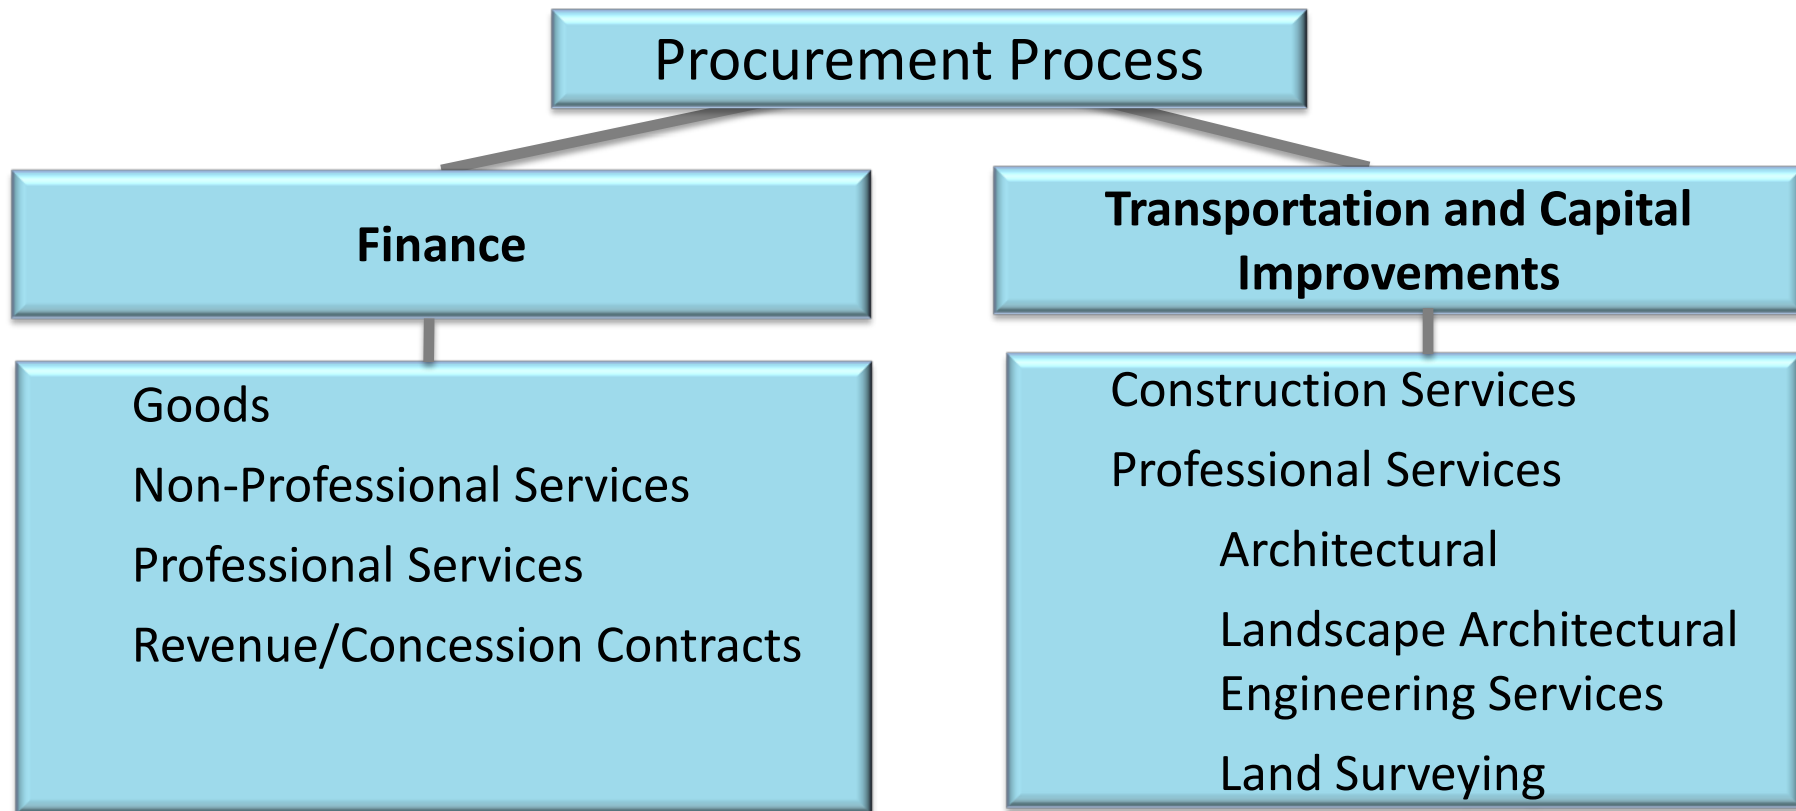 Procurement Process
Finance
Transportation and Capital
Improvements
Goods
Non-Professional Services
Professional Services
Revenue/Concession Contracts
Construction Services
Professional Services
Architectural
Landscape Architectural
Engineering Services
Land Surveying